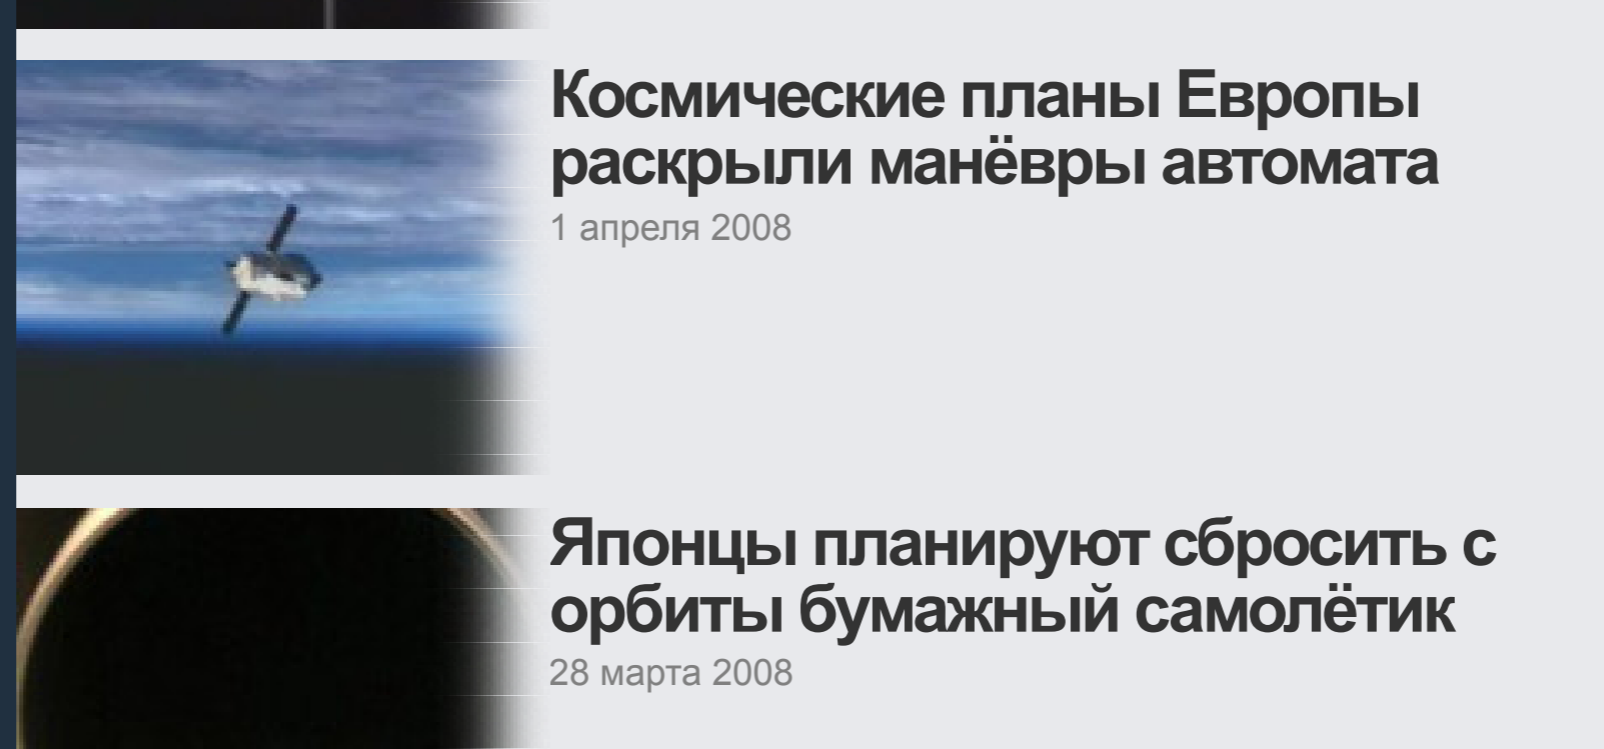 Космические планы Европы
раскрыли манёвры автомата
1 апреля 2008
Японцы планируют сбросить с
орбиты бумажный самолётик
28 марта 2008